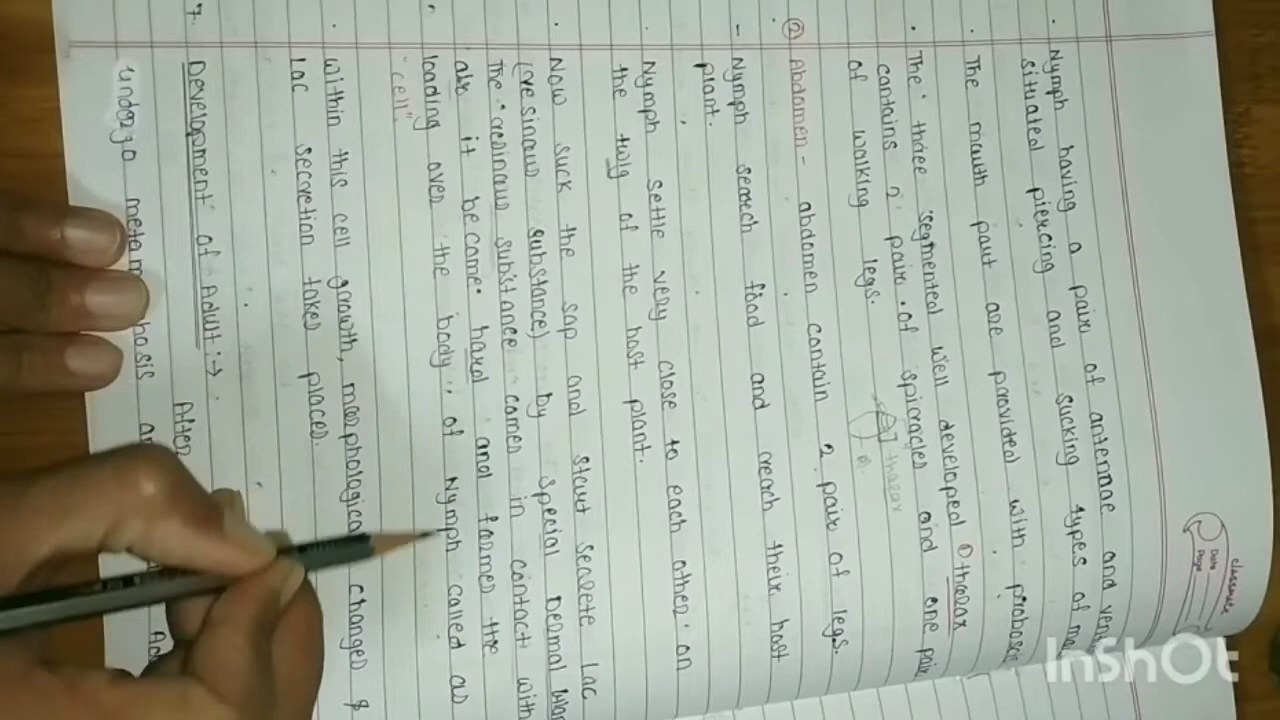 classmate
Date
Page
Nymph having a pair of antennae and
situated piercing and sucking types of
The mouth part are provided with
The three segmented well developed ① thorax
contains 2 pair of spiracles and one pair
of walking legs.
thorax
② Abdomen - abdomen contain 2 pair of legs.
- Nymph search food and reach their host
plant.
Nymph settle very close to each other on
the twig of the host plant.
Now suck the sap and start secrete Lac
(resinous substance) by special Dermal
The resinous substance comes in contact with
also it become hard and formed the
loading over the body of Nymph called as
"cell".
Within this cell growth, morphological changes &
Lac secretion takes places.
7. Development of Adult :→
After
undergo
InShOt